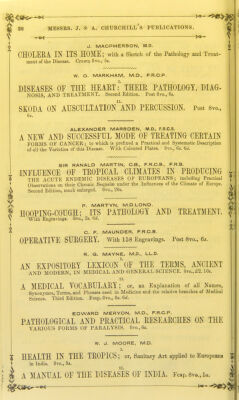 26 MESSRS. J. & A. CHURCHILL'S PUBLICATIONS.
J. MACPHERSON, M.D.
CHOLERA IN ITS HOME; with a Sketch of the Pathology and Treat-
ment of the Disease. Crown 8vo., 5s.
W. O. MARKHAM, M.D., F.R.C.P.
I.
DISEASES OF THE HEART: THEIR PATHOLOGY, DIAG-
NOSIS, AND TREATMENT. Second Edition. Post 8vo., 6s.
II.
SKODA ON AUSCULTATION AND PERCUSSION. Post 8vo.,
6s.
ALEXANDER MARSDEN, M.D., F.R.C.S.
A NEW AND SUCCESSFUL MODE OF TREATING CERTAIN
FORMS OF CANCER; to which is prefixed a Practical and Systematic Description
of all the Varieties of this Disease. With Coloured Plates. 8vo., 6s. 6d.
SIR RANALD MARTIN, C.B., F.R.C.S., F.R.S.
INFLUENCE OF TROPICAL CLIMATES IN PRODUCING
THE ACUTE ENDEMIC DISEASES OF EUROPEANS; including Practical
Observations on their Chronic Sequelæ under the Influences of the Climate of Europe.
Second Edition, much enlarged. 8vo., 20s.
P. MARTYN, M.D.LOND.
HOOPING-COUGH; ITS PATHOLOGY AND TREATMENT.
With Engravings. 8vo., 2s. 6d.
C. F. MAUNDER, F.R.C.S.
OPERATIVE SURGERY. With 158 Engravings. Post 8vo., 6s.
R. G. MAYNE, M.D., LL.D.
I.
AN EXPOSITORY LEXICON OF THE TERMS, ANCIENT
AND MODERN, IN MEDICAL AND GENERAL SCIENCE. 8vo., £2. 10s.
II.
A MEDICAL VOCABULARY; or, an Explanation of all Names,
Synonymes, Terms, and Phrases used in Medicine and the relative branches of Medical
Science. Third Edition. Fcap. 8vo., 8s. 6d.
EDWARD MERYON, M.D., F.R.C.P.
PATHOLOGICAL AND PRACTICAL RESEARCHES ON THE
VARIOUS FORMS OF PARALYSIS. 8vo., 6s.
W. J. MOORE, M.D.
I.
HEALTH IN THE TROPICS; or, Sanitary Art applied to Europeans
in India. 8vo., 9s.
II.
A MANUAL OF THE DISEASES OF INDIA. Fcap. 8vo., 5s.